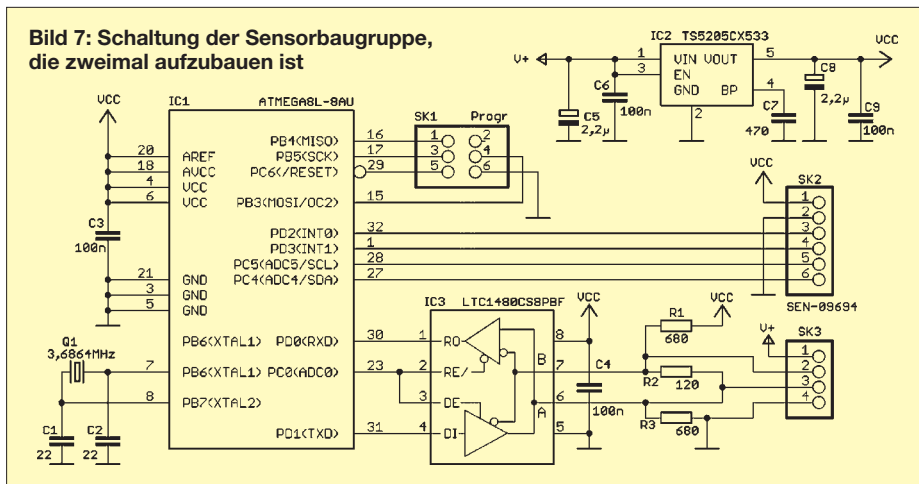 Bild 7: Schaltung der Sensorbaugruppe,
die zweimal aufzubauen ist
IC2 TS5205CX533
V+
1 VIN VOUT 5
3 EN
GND BP 4
2
VCC
C6
100n
C5
2,2µ
C7
470
C8
2,2µ
C9
100n
VCC
IC1
ATMEGA8L-8AU
20 AREF
18 AVCC
4 VCC
6 VCC
C3
100n
21 GND
3 GND
5 GND
PB6(XTAL1)
Q1
3,6864MHz
7 PB6(XTAL1)
8 PB7(XTAL2)
C1
22
C2
22
PB4(MISO) 16
PB5(SCK) 17
PC6(/RESET) 29
PB3(MOSI/OC2) 15
PD2(INT0) 32
PD3(INT1) 1
PC5(ADC5/SCL) 28
PC4(ADC4/SDA) 27
PD0(RXD) 30
PC0(ADC0) 23
PD1(TXD) 31
SK1 Progr
1 2
3 4
5 6
VCC
SK2
1
2
3
4
5
6
SEN-09694
IC3 LTC1480CS8PBF
1 RO
2 RE/
3 DE
4 DI
8
B 7
A 6
5
VCC
C4
100n
R1
680
VCC
R2 120
R3
680
V+
SK3
1
2
3
4